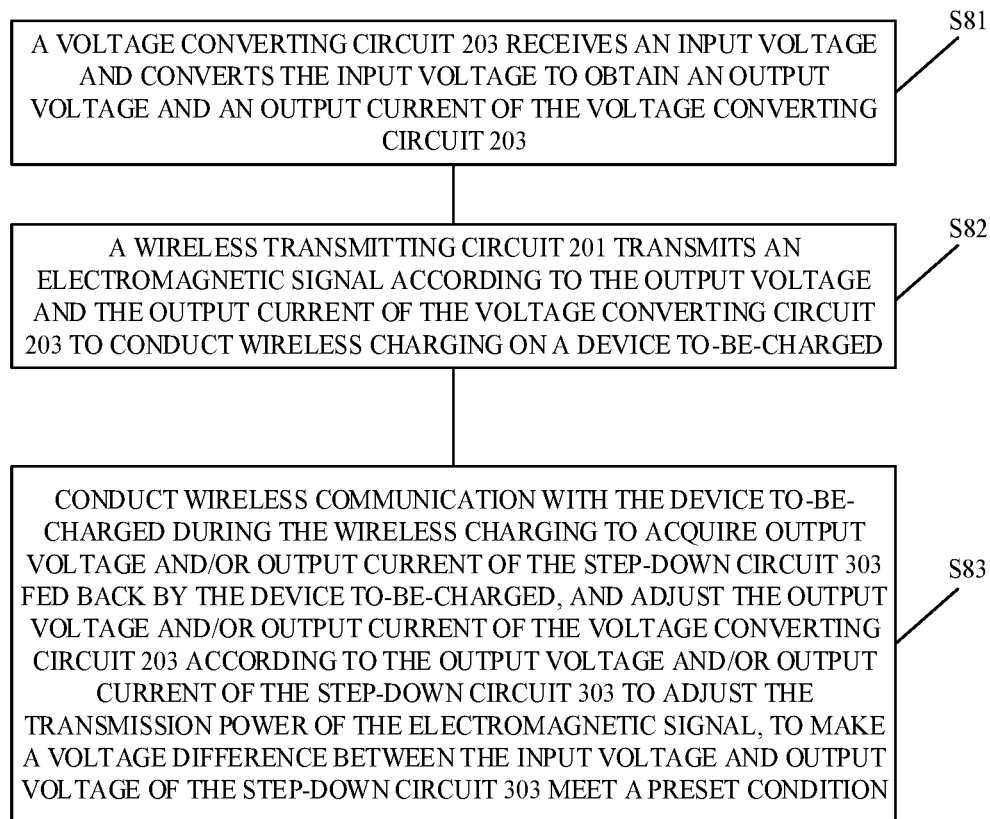 S81
A VOLTAGE CONVERTING CIRCUIT 203 RECEIVES AN INPUT VOLTAGE
AND CONVERTS THE INPUT VOLTAGE TO OBTAIN AN OUTPUT
VOLTAGE AND AN OUTPUT CURRENT OF THE VOLTAGE CONVERTING
CIRCUIT 203
S82
A WIRELESS TRANSMITTING CIRCUIT 201 TRANSMITS AN
ELECTROMAGNETIC SIGNAL ACCORDING TO THE OUTPUT VOLTAGE
AND THE OUTPUT CURRENT OF THE VOLTAGE CONVERTING CIRCUIT
203 TO CONDUCT WIRELESS CHARGING ON A DEVICE TO-BE-CHARGED
CONDUCT WIRELESS COMMUNICATION WITH THE DEVICE TO-BE-
CHARGED DURING THE WIRELESS CHARGING TO ACQUIRE OUTPUT
VOLTAGE AND/OR OUTPUT CURRENT OF THE STEP-DOWN CIRCUIT 303
FED BACK BY THE DEVICE TO-BE-CHARGED, AND ADJUST THE OUTPUT
VOLTAGE AND/OR OUTPUT CURRENT OF THE VOLTAGE CONVERTING
CIRCUIT 203 ACCORDING TO THE OUTPUT VOLTAGE AND/OR OUTPUT
CURRENT OF THE STEP-DOWN CIRCUIT 303 TO ADJUST THE
TRANSMISSION POWER OF THE ELECTROMAGNETIC SIGNAL, TO MAKE
A VOLTAGE DIFFERENCE BETWEEN THE INPUT VOLTAGE AND OUTPUT
VOLTAGE OF THE STEP-DOWN CIRCUIT 303 MEET A PRESET CONDITION
S83